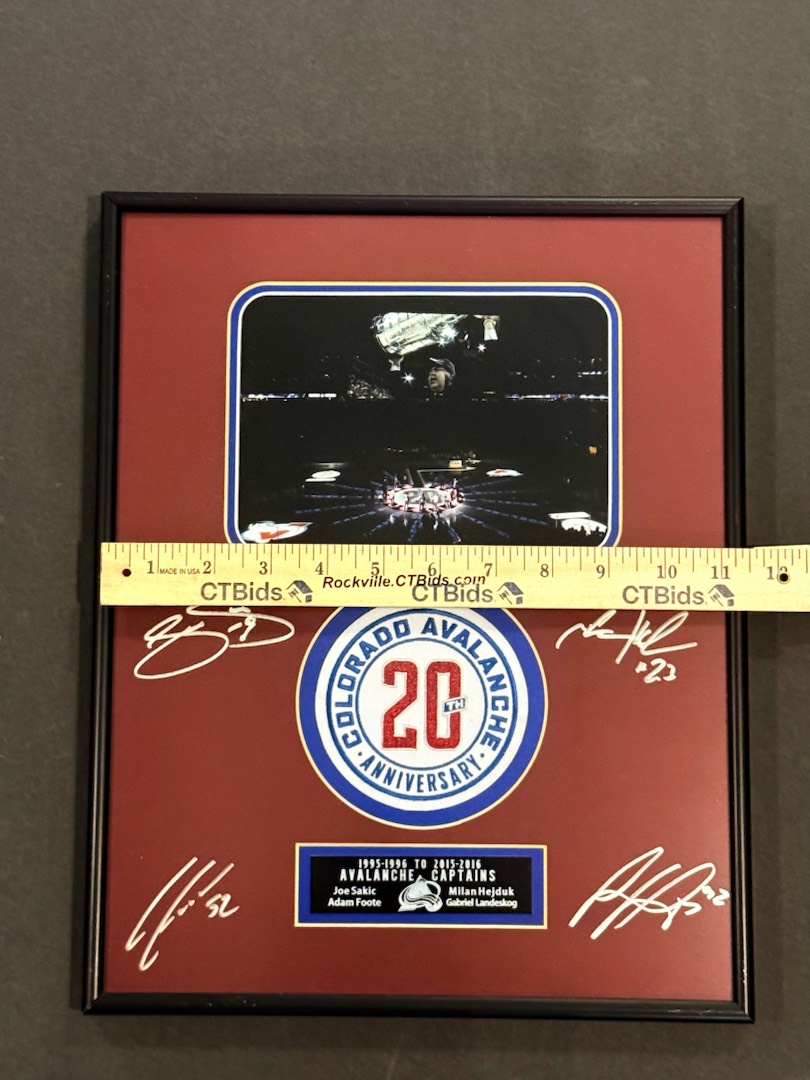 1 MADE IN USA 2 3 4 5 6 7 8 9 10 11 12
Rockville.CTBids.com
CTBids CTBids CTBids
#23
COLORADO AVALANCHE
20TH
• ANNIVERSARY •
1995-1996 TO 2015-2016
AVALANCHE CAPTAINS
Joe Sakic Milan Hejduk
Adam Foote Gabriel Landeskog
52